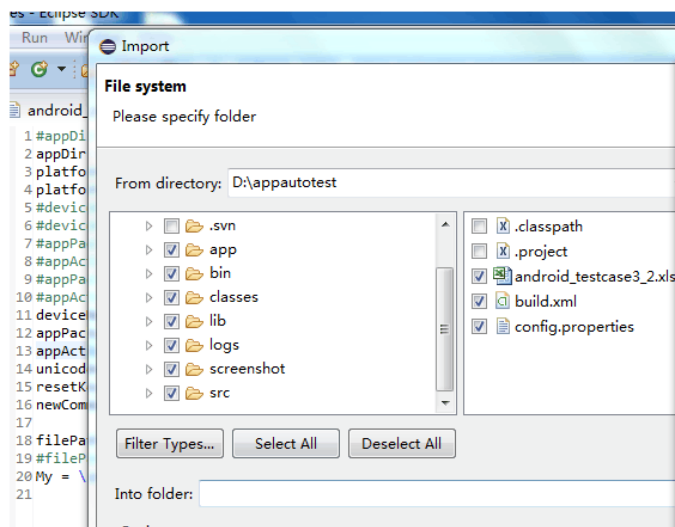 es - Eclipse SDK
Run
Import
File system
Please specify folder
android_
1 #appDi
2 appDir
3 platfo
4 platfo
5 #devic
6 #devic
7 #appPa
8 #appAc
9 #appPa
10 #appAc
11 device
12 appPac
13 appAct
14 unicod
15 resetK
16 newCom
17
18 filePa
19 #fileP
20 My = \
21
From directory: D:\appautotest
.svn
app
bin
classes
lib
logs
screenshot
src
.classpath
.project
android_testcase3_2.xls
build.xml
config.properties
Filter Types... Select All Deselect All
Into folder: